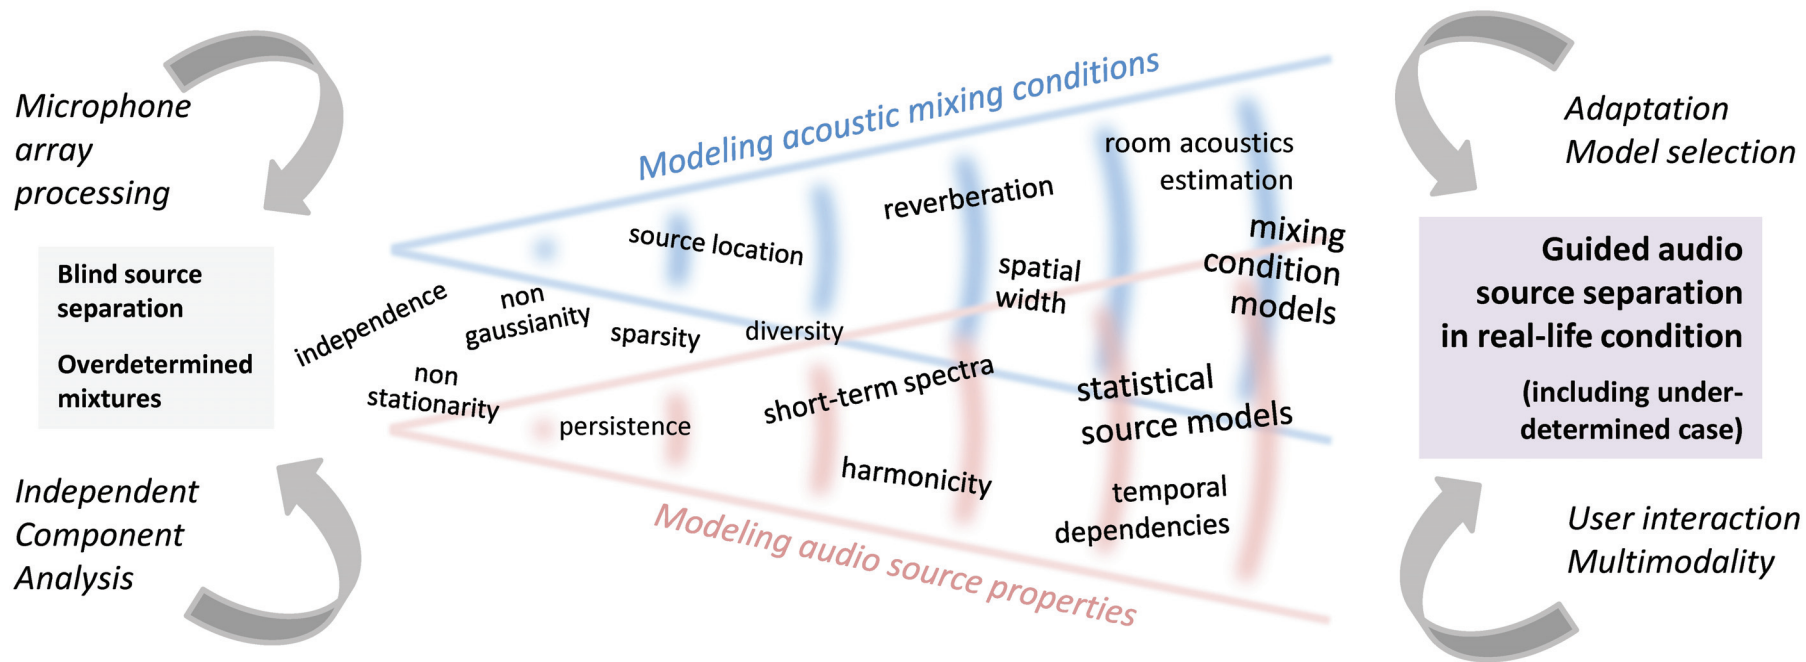 Microphone
array
processing
Blind source
separation
Overdetermined
mixtures
Independent
Component
Analysis
Modeling acoustic mixing conditions
independence
non
gaussianity
non
stationarity
sparsity
source location
diversity
persistence
reverberation
spatial
width
short-term spectra
harmonicity
room acoustics
estimation
mixing
condition
models
statistical
source models
temporal
dependencies
Modeling audio source properties
Adaptation
Model selection
Guided audio
source separation
in real-life condition
(including under-
determined case)
User interaction
Multimodality